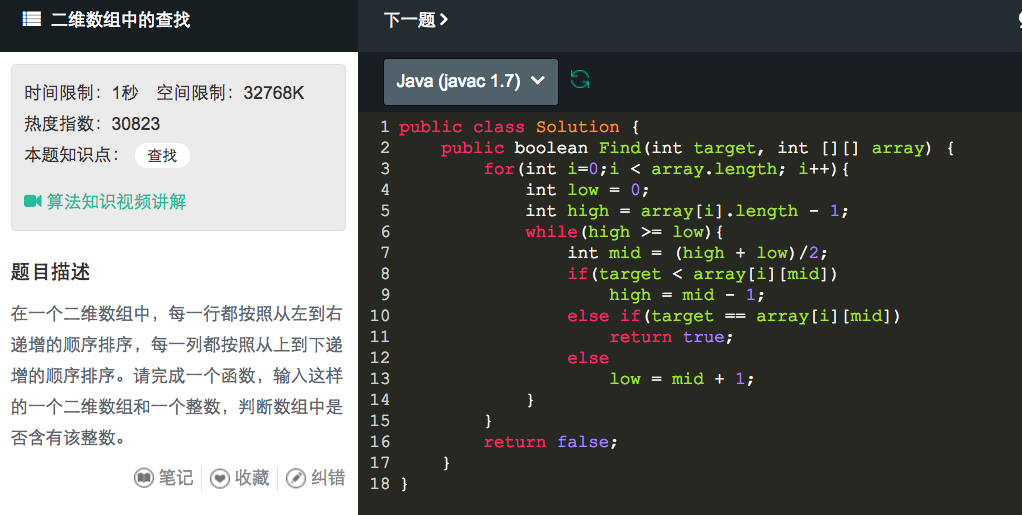 二维数组中的查找
下一题
时间限制：1秒 空间限制：32768K
热度指数：30823
本题知识点： 查找
算法知识视频讲解
题目描述
在一个二维数组中，每一行都按照从左到右
递增的顺序排序，每一列都按照从上到下递
增的顺序排序。请完成一个函数，输入这样
的一个二维数组和一个整数，判断数组中是
否含有该整数。
笔记 收藏 纠错
Java (javac 1.7)
1 public class Solution {
2     public boolean Find(int target, int [][] array) {
3         for(int i=0;i < array.length; i++){
4             int low = 0;
5             int high = array[i].length - 1;
6             while(high >= low){
7                 int mid = (high + low)/2;
8                 if(target < array[i][mid])
9                     high = mid - 1;
10                 else if(target == array[i][mid])
11                     return true;
12                 else
13                     low = mid + 1;
14             }
15         }
16         return false;
17     }
18 }